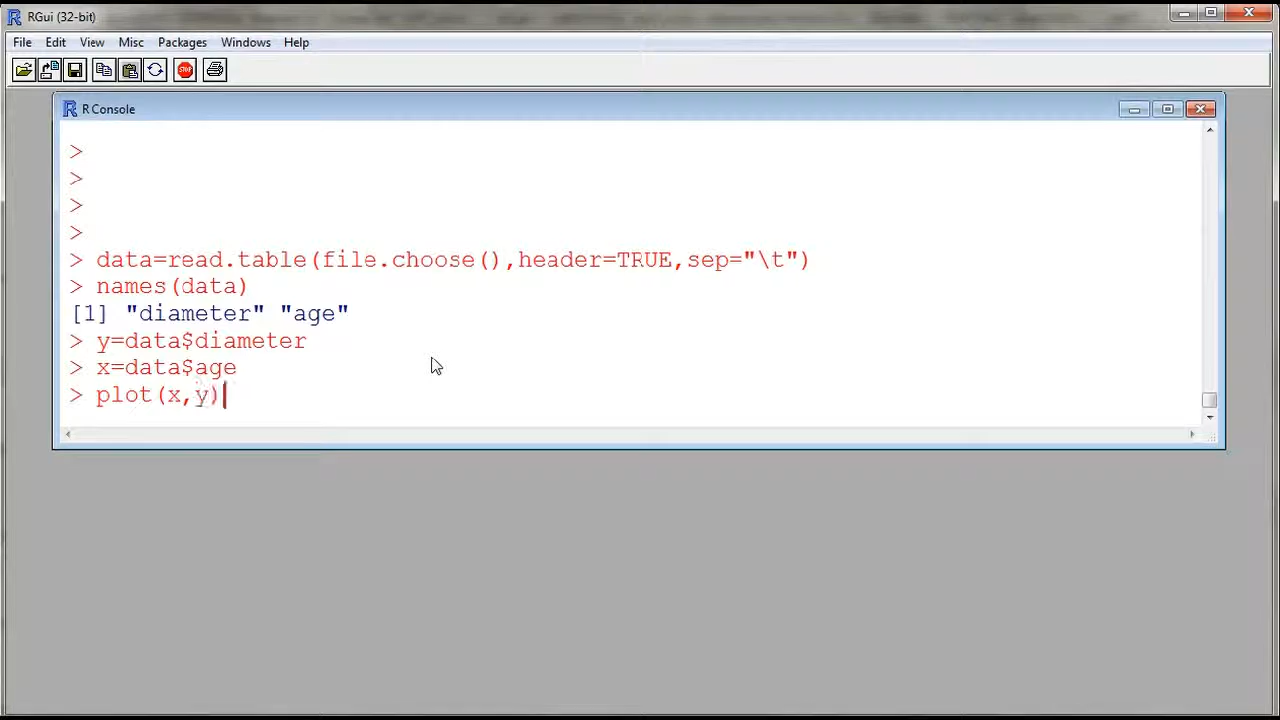 RGui (32-bit)
File Edit View Misc Packages Windows Help
STOP
R Console
>
>
>
>
> data=read.table(file.choose(),header=TRUE,sep="\t")
> names(data)
[1] "diameter" "age"
> y=data$diameter
> x=data$age
> plot(x,y)